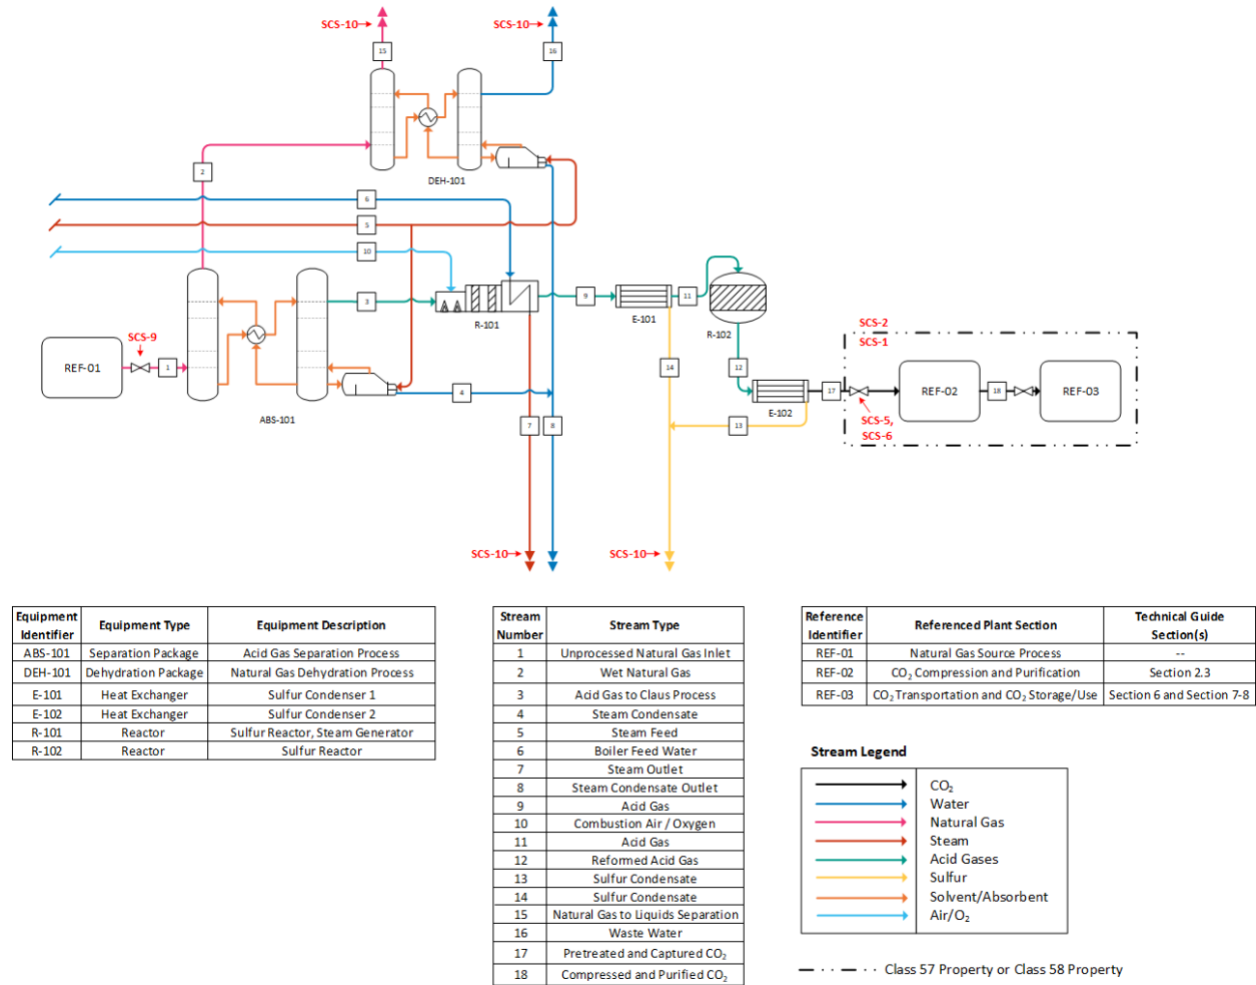 SCS-10
SCS-10
15
16
2
DEH-101
6
5
10
3
R-101
9
E-101
11
R-102
SCS-9
REF-01
1
ABS-101
4
12
14
E-102
17
SCS-2
SCS-1
REF-02
18
REF-03
SCS-5,
SCS-6
7
8
13
SCS-10
SCS-10
Equipment Identifier Equipment Type Equipment Description
ABS-101 Separation Package Acid Gas Separation Process
DEH-101 Dehydration Package Natural Gas Dehydration Process
E-101 Heat Exchanger Sulfur Condenser 1
E-102 Heat Exchanger Sulfur Condenser 2
R-101 Reactor Sulfur Reactor, Steam Generator
R-102 Reactor Sulfur Reactor
Stream Number Stream Type
1 Unprocessed Natural Gas Inlet
2 Wet Natural Gas
3 Acid Gas to Claus Process
4 Steam Condensate
5 Steam Feed
6 Boiler Feed Water
7 Steam Outlet
8 Steam Condensate Outlet
9 Acid Gas
10 Combustion Air / Oxygen
11 Acid Gas
12 Reformed Acid Gas
13 Sulfur Condensate
14 Sulfur Condensate
15 Natural Gas to Liquids Separation
16 Waste Water
17 Pretreated and Captured CO₂
18 Compressed and Purified CO₂
Reference Identifier Referenced Plant Section Technical Guide Section(s)
REF-01 Natural Gas Source Process --
REF-02 CO₂ Compression and Purification Section 2.3
REF-03 CO₂ Transportation and CO₂ Storage/Use Section 6 and Section 7-8
Stream Legend
CO₂
Water
Natural Gas
Steam
Acid Gases
Sulfur
Solvent/Absorbent
Air/O₂
Class 57 Property or Class 58 Property